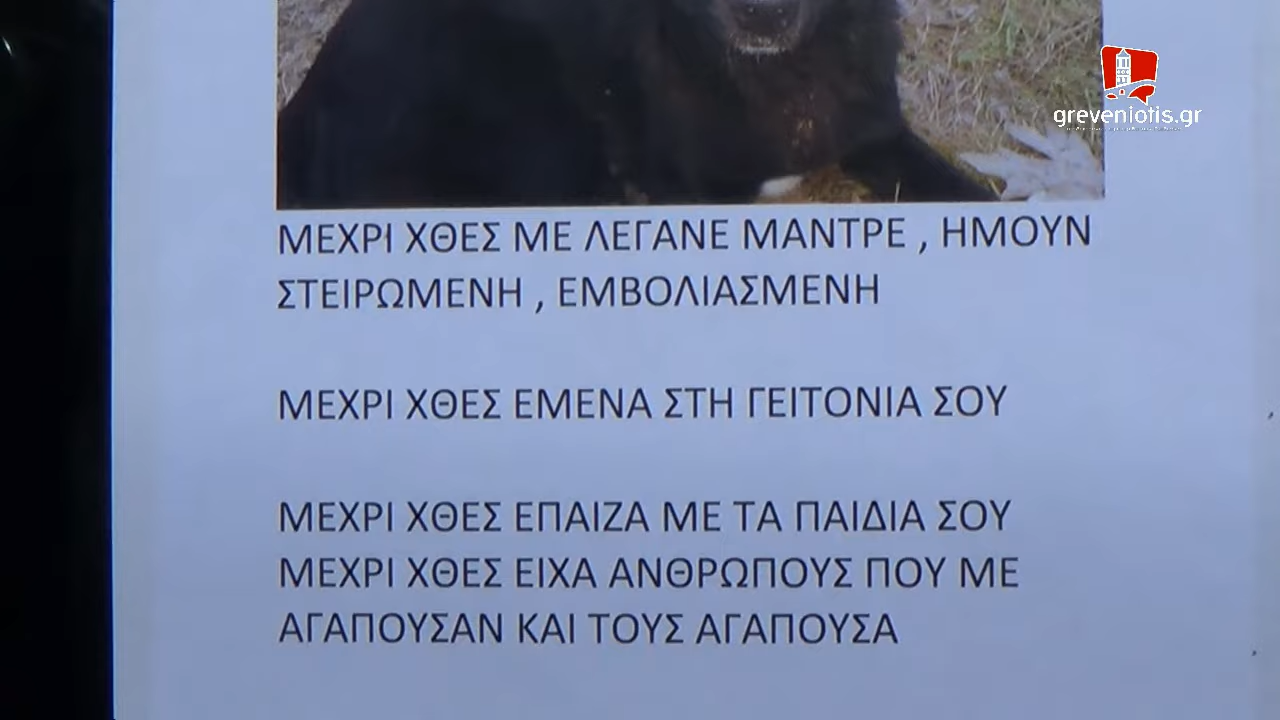 greveniotis.gr
ΜΕΧΡΙ ΧΘΕΣ ΜΕ ΛΕΓΑΝΕ ΜΑΝΤΡΕ , ΗΜΟΥΝ
ΣΤΕΙΡΩΜΕΝΗ , ΕΜΒΟΛΙΑΣΜΕΝΗ
ΜΕΧΡΙ ΧΘΕΣ ΕΜΕΝΑ ΣΤΗ ΓΕΙΤΟΝΙΑ ΣΟΥ
ΜΕΧΡΙ ΧΘΕΣ ΕΠΑΙΖΑ ΜΕ ΤΑ ΠΑΙΔΙΑ ΣΟΥ
ΜΕΧΡΙ ΧΘΕΣ ΕΙΧΑ ΑΝΘΡΩΠΟΥΣ ΠΟΥ ΜΕ
ΑΓΑΠΟΥΣΑΝ ΚΑΙ ΤΟΥΣ ΑΓΑΠΟΥΣΑ